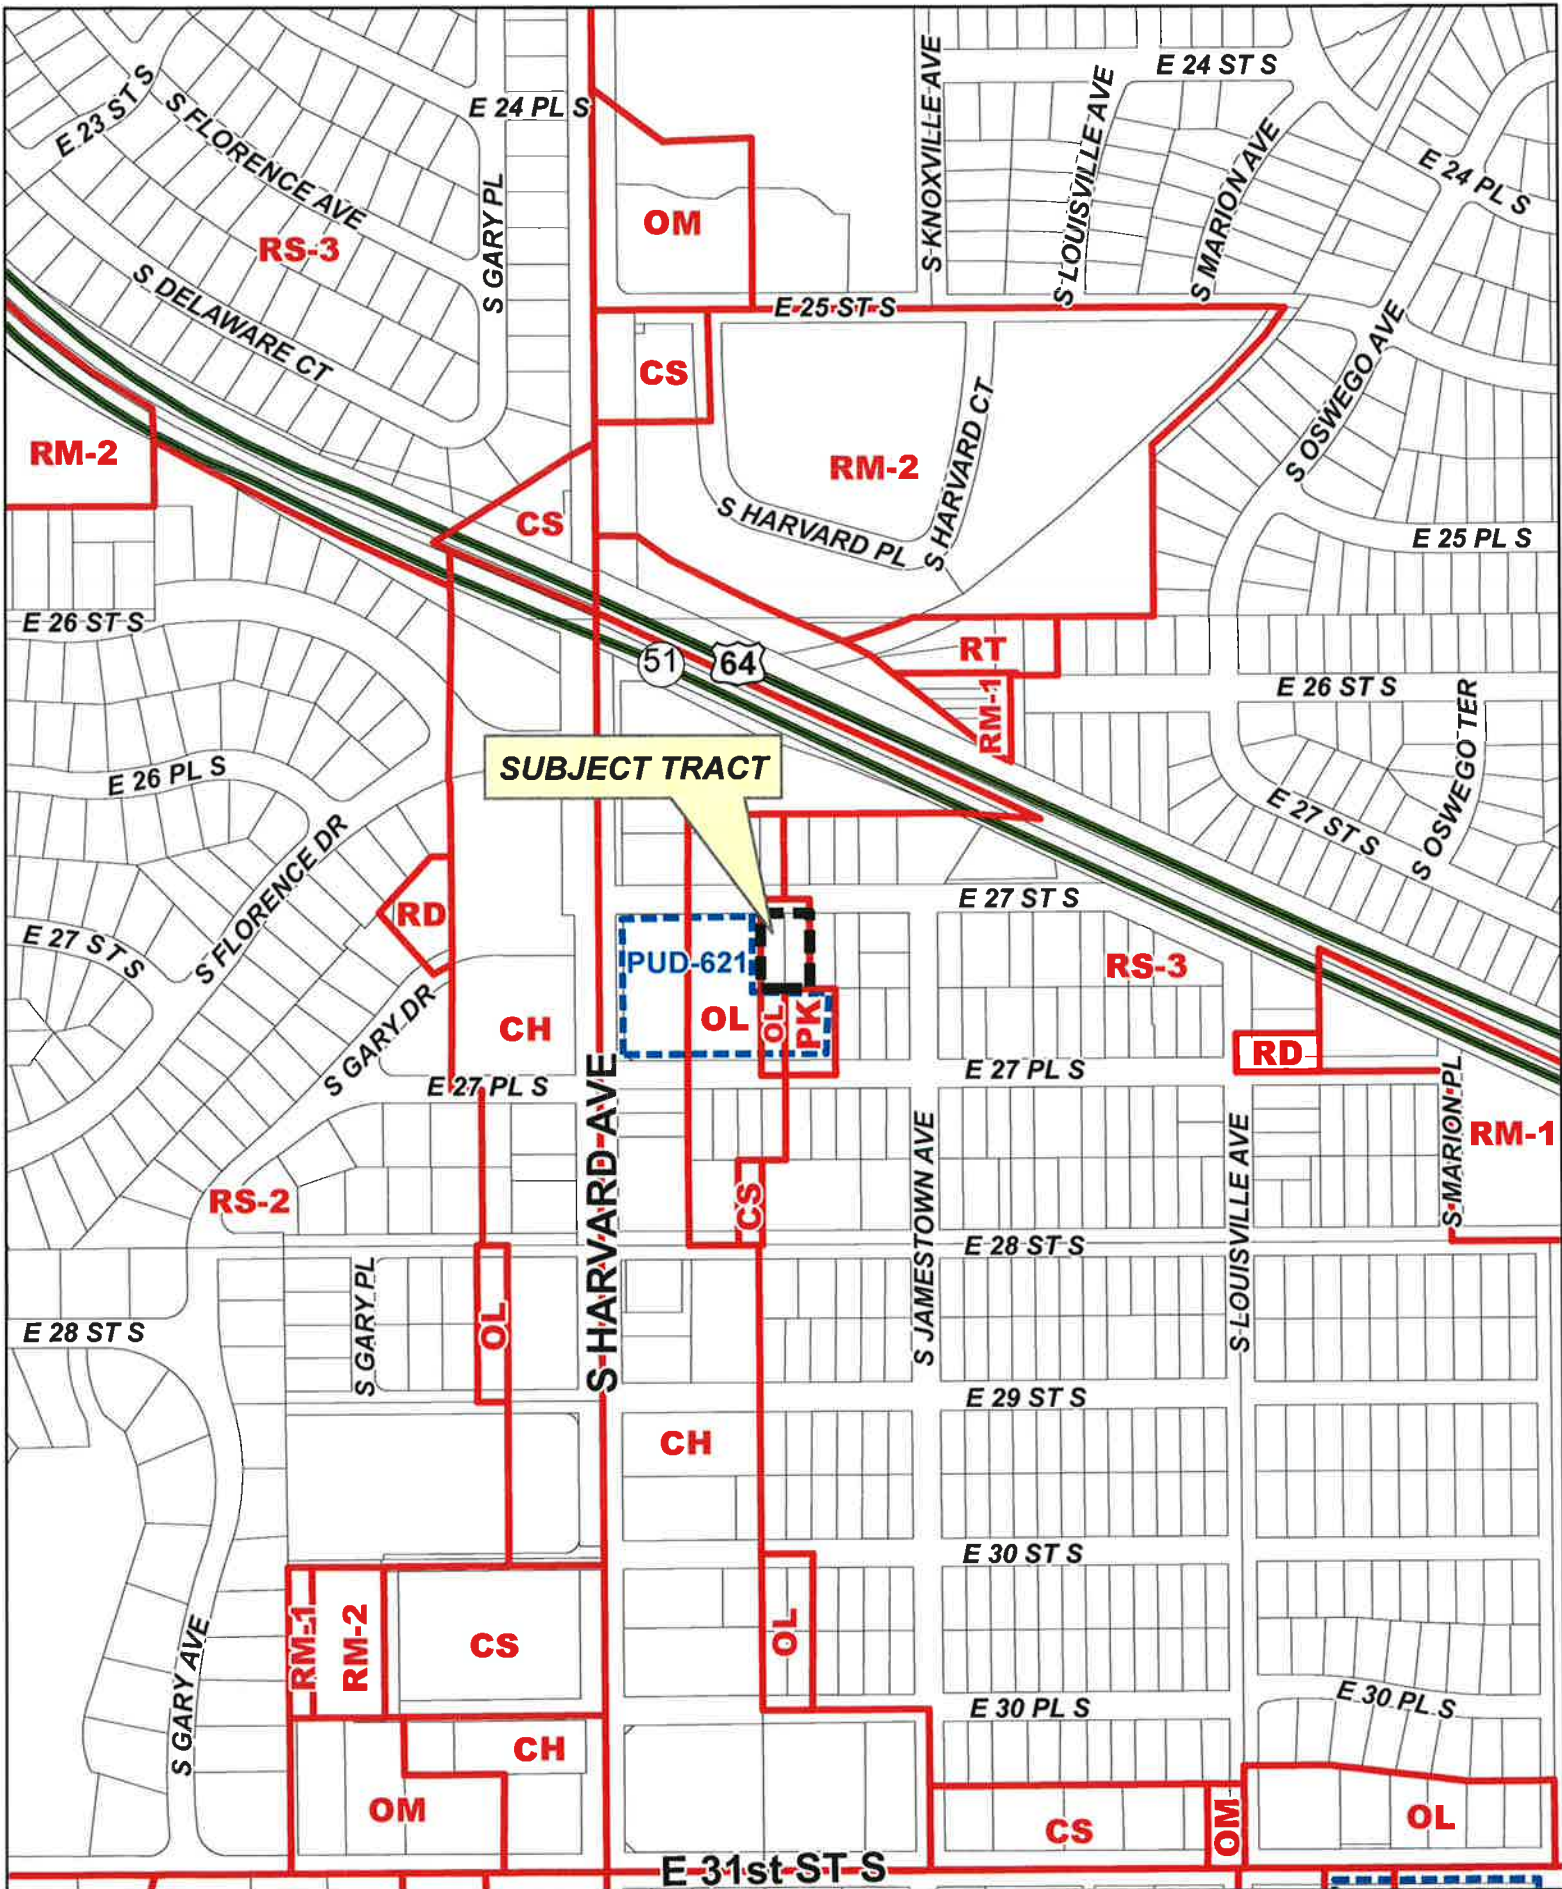 E 24 ST S
E 23 ST S
S FLORENCE AVE
E 24 PL S
S KNOXVILLE AVE
S LOUISVILLE AVE
S MARION AVE
E 24 PL S
S GARY PL
OM
RS-3
S DELAWARE CT
E 25 ST S
CS
S HARVARD CT
S OSWEGO AVE
RM-2
RM-2
CS
S HARVARD PL
E 25 PL S
E 26 ST S
51
64
RT
RM-1
E 26 ST S
S OSWEGO TER
SUBJECT TRACT
E 26 PL S
E 27 ST S
S FLORENCE DR
RD
E 27 ST S
E 27 ST S
PUD-621
RS-3
S GARY DR
CH
OL
OL
PK
RD
E 27 PL S
E 27 PL S
S HARVARD AVE
S JAMESTOWN AVE
S LOUISVILLE AVE
S MARION PL
RM-1
RS-2
CS
E 28 ST S
S GARY PL
OL
E 28 ST S
E 29 ST S
CH
E 30 ST S
RM-1
RM-2
CS
OL
S GARY AVE
E 30 PL S
E 30 PL S
CH
OM
CS
OM
OL
E 31st ST S